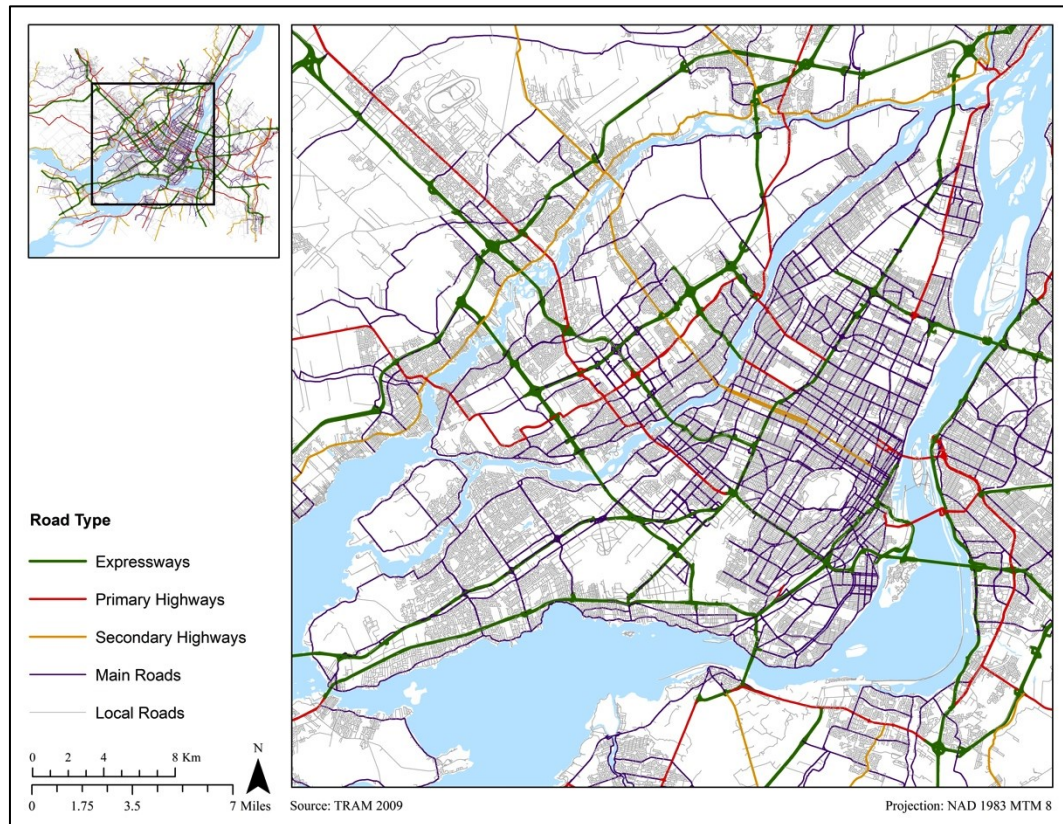 Road Type
Expressways
Primary Highways
Secondary Highways
Main Roads
Local Roads
0 2 4 8 Km
N
0 1.75 3.5 7 Miles
Source: TRAM 2009
Projection: NAD 1983 MTM 8